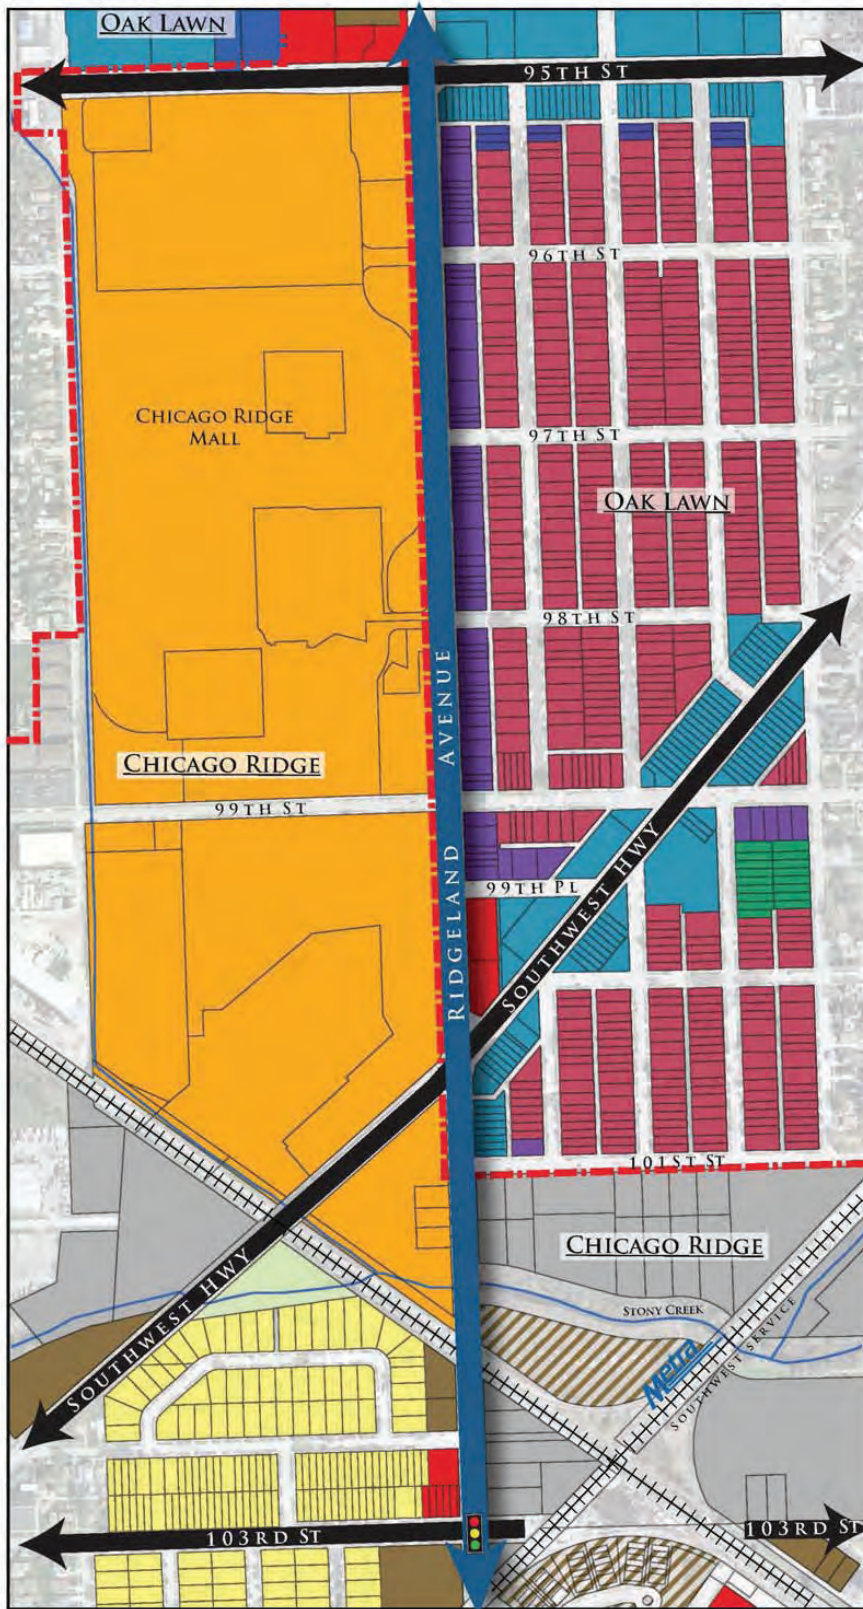 OAK LAWN
95TH ST
96TH ST
CHICAGO RIDGE
MALL
97TH ST
OAK LAWN
98TH ST
RIDGELAND AVENUE
CHICAGO RIDGE
99TH ST
99TH PL
SOUTHWEST HWY
101ST ST
CHICAGO RIDGE
STONY CREEK
SOUTHWEST HWY
Metra
SOUTHWEST SERVICE
103RD ST
103RD ST